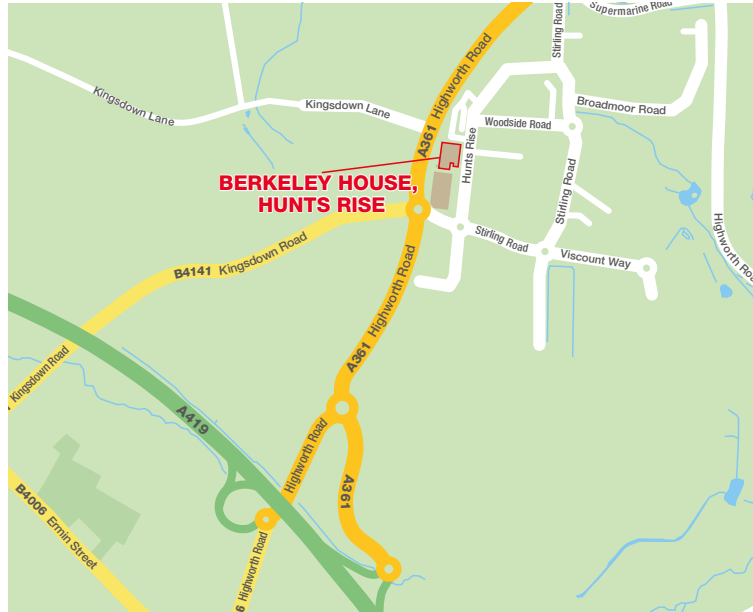 Supermarine Road
Stirling Road
A361 Highworth Road
Kingsdown Lane
Kingsdown Lane
Broadmoor Road
Woodside Road
Hunts Rise
BERKELEY HOUSE,
HUNTS RISE
Stirling Road
Highworth
Stirling Road
Viscount Way
B4141 Kingsdown Road
A361 Highworth Road
Kingsdown Road
A419
Highworth Road
A361
B4006 Ermin Street
6 Highworth Road